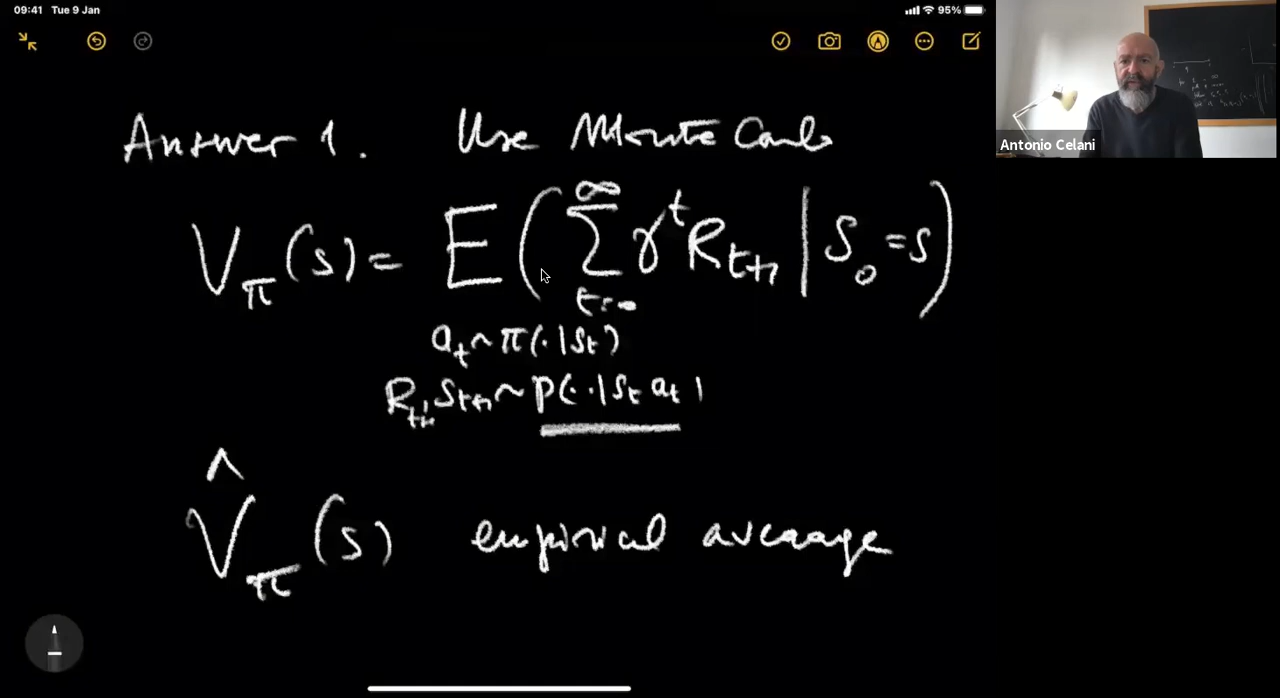 09:41 Tue 9 Jan
95%
Antonio Celani
Answer 1. Use Monte Carlo
V_π(s) = E ( ∑_{t=0}^{∞} γ^t R_{t+1} | S_0 = s )
a_t ~ π(·|s_t)
R_{t+1} s_{t+1} ~ p(· ·|s_t a_t)
V̂_π(s) empirical average